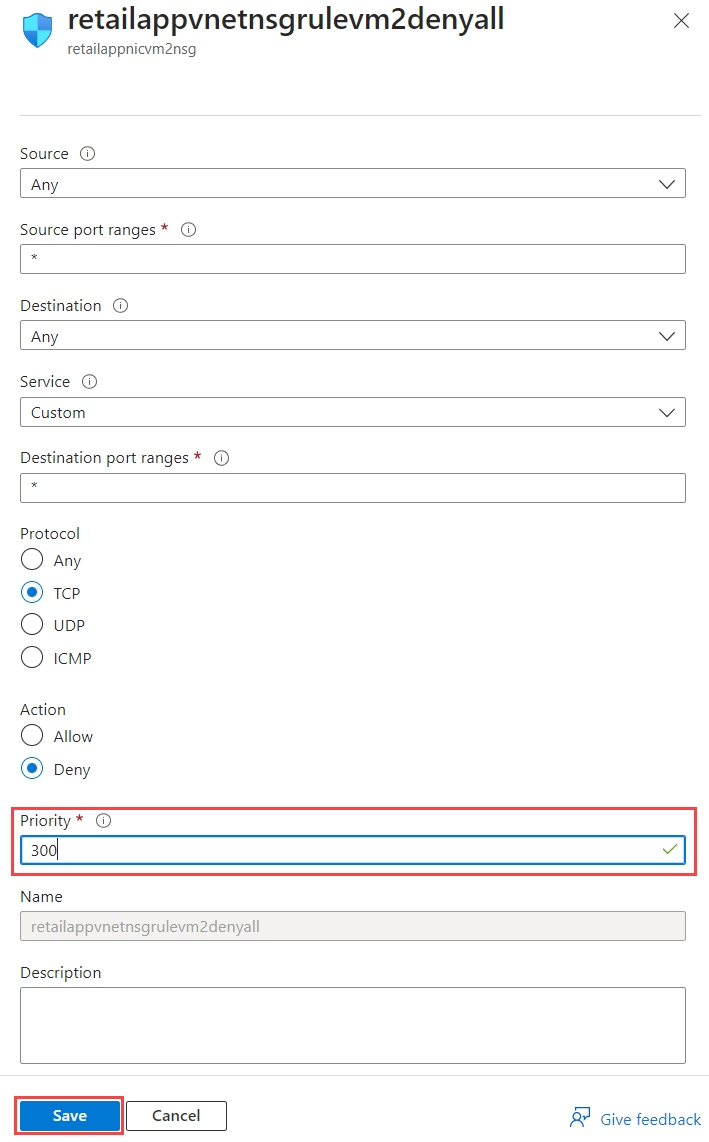 retailappvnetnsgrulevm2denyall
retailappnicvm2nsg
Source
Any
Source port ranges *
*
Destination
Any
Service
Custom
Destination port ranges *
*
Protocol
Any
TCP
UDP
ICMP
Action
Allow
Deny
Priority *
300
Name
retailappvnetnsgrulevm2denyall
Description
Save Cancel Give feedback